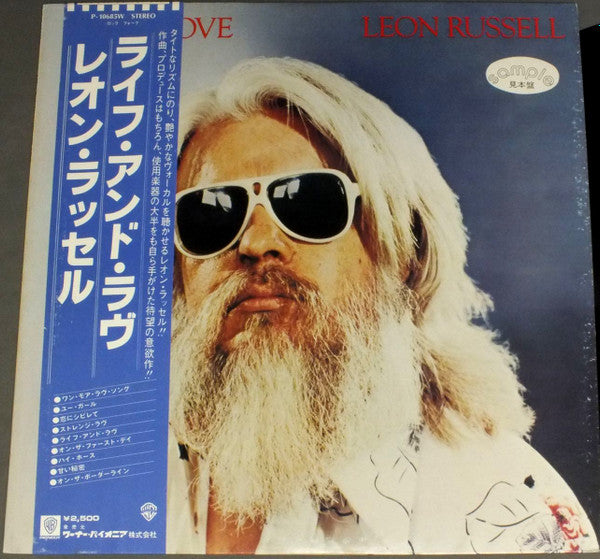 P-10685W STEREO
ロック フォーク
ライフ・アンド・ラヴ
レオン・ラッセル
タイトなリズムにのり、艶やかなヴォーカルを聴かせるレオン・ラッセル!!
作曲、プロデュースはもちろん、使用楽器の大半をも自ら手がけた待望の意欲作!!
●ワン・モア・ラヴ・ソング
●ユー・ガール
●恋にシビレて
●ストレンジ・ラヴ
●ライフ・アンド・ラヴ
●オン・ザ・ファースト・デイ
●ハイ・ホース
●甘い秘密
●オン・ザ・ボーダーライン
¥2,500
発売元
ワーナー・パイオニア株式会社
OVE
LEON RUSSELL
sample
見本盤